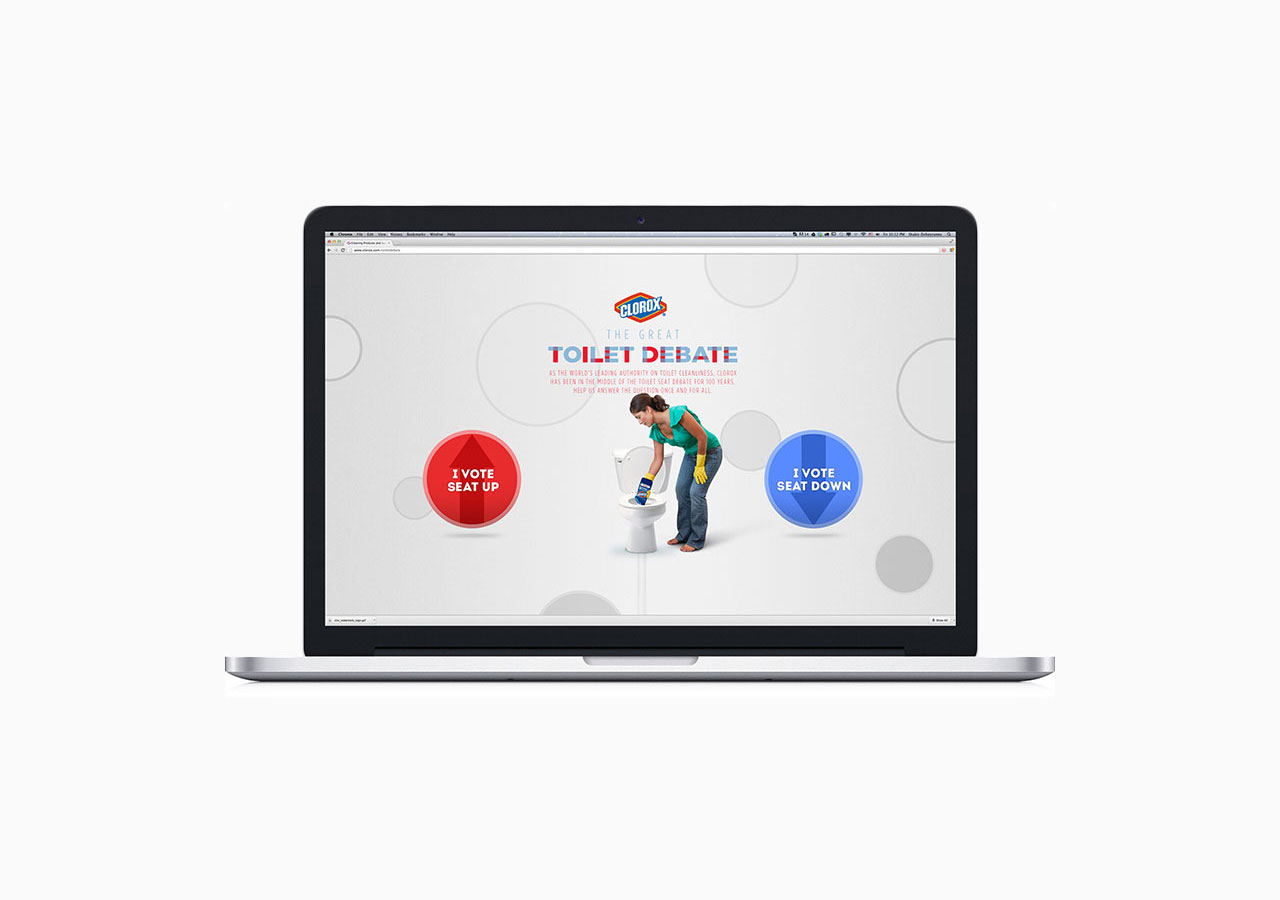 Chrome File Edit View History Bookmarks Window Help
CLOROX
THE GREAT
TOILET DEBATE
AS THE WORLD'S LEADING AUTHORITY ON TOILET CLEANLINESS, CLOROX
HAS BEEN IN THE MIDDLE OF THE TOILET SEAT DEBATE FOR 100 YEARS.
HELP US ANSWER THE QUESTION ONCE AND FOR ALL.
I VOTE
SEAT UP
I VOTE
SEAT DOWN
Show All